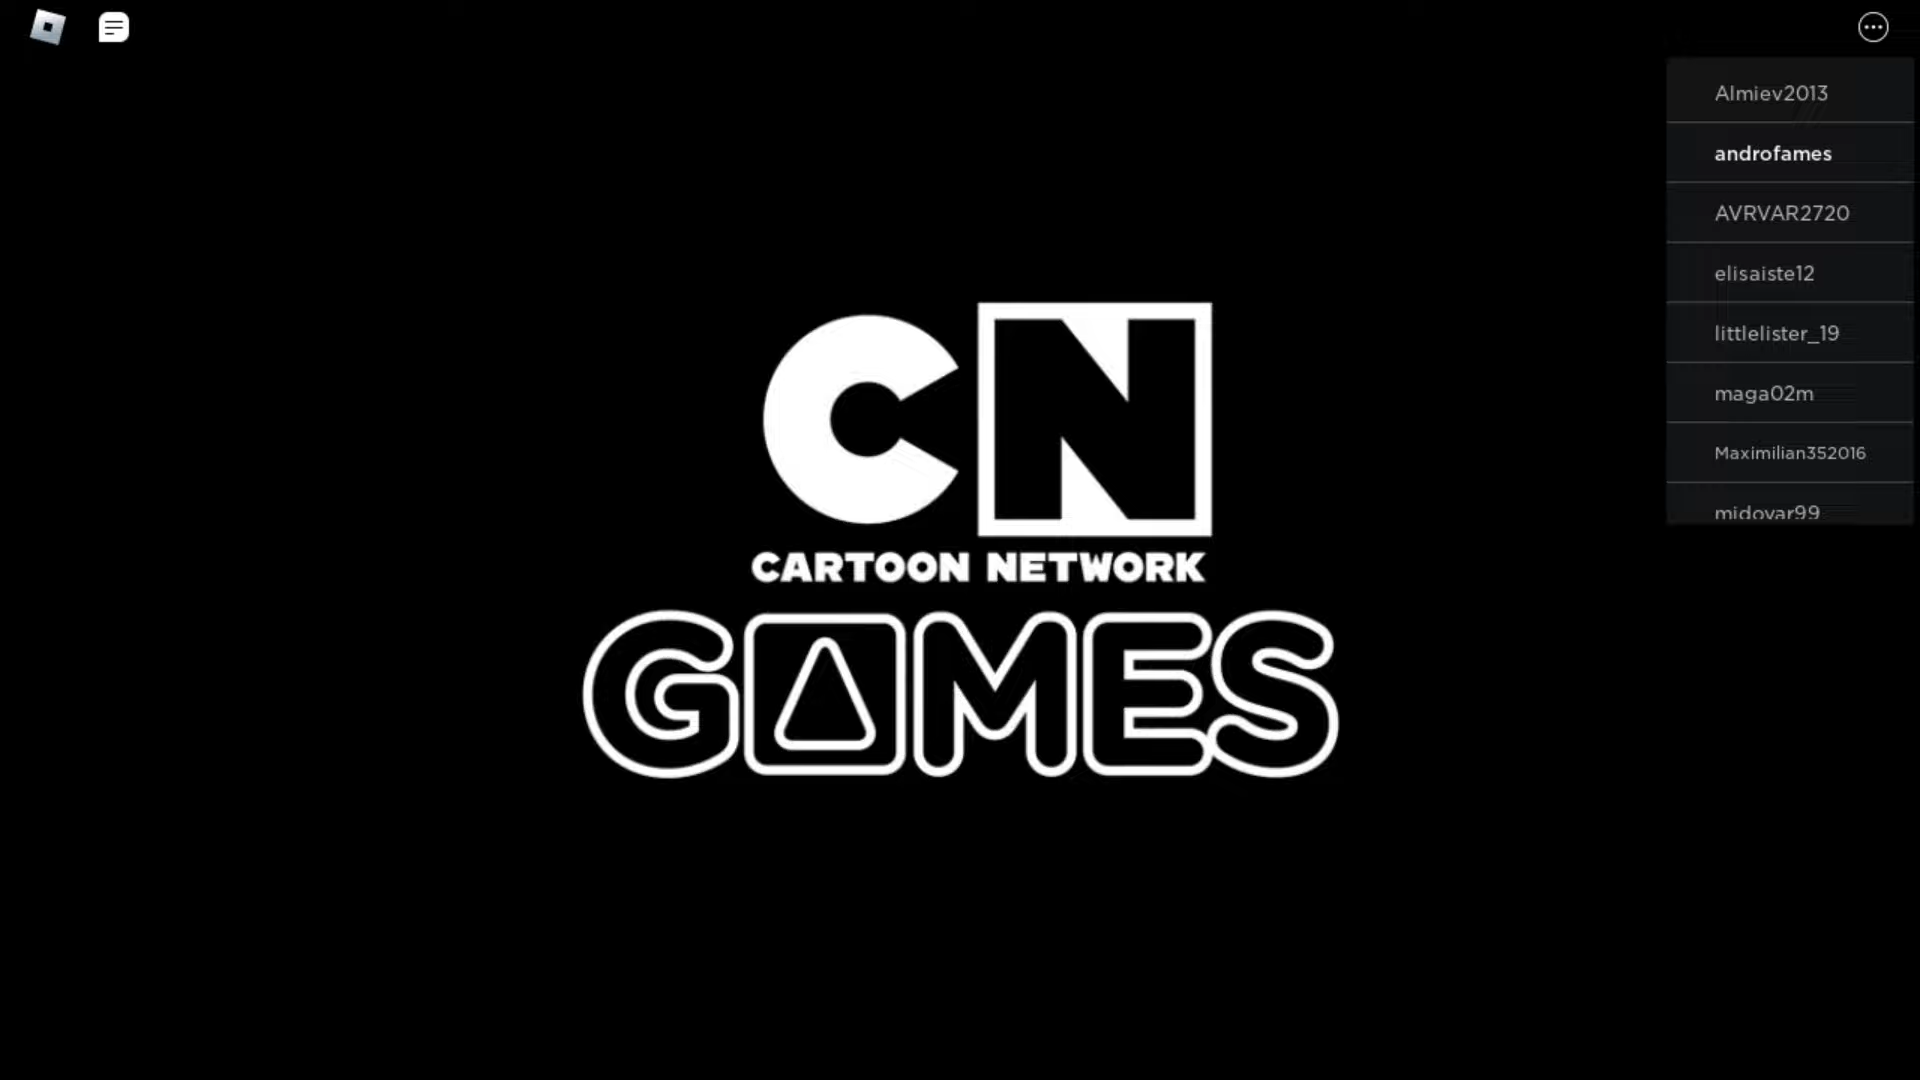 Almiev2013
androfames
AVRVAR2720
elisaiste12
littlelister_19
maga02m
Maximilian352016
midovar99
CN
CARTOON NETWORK
GAMES